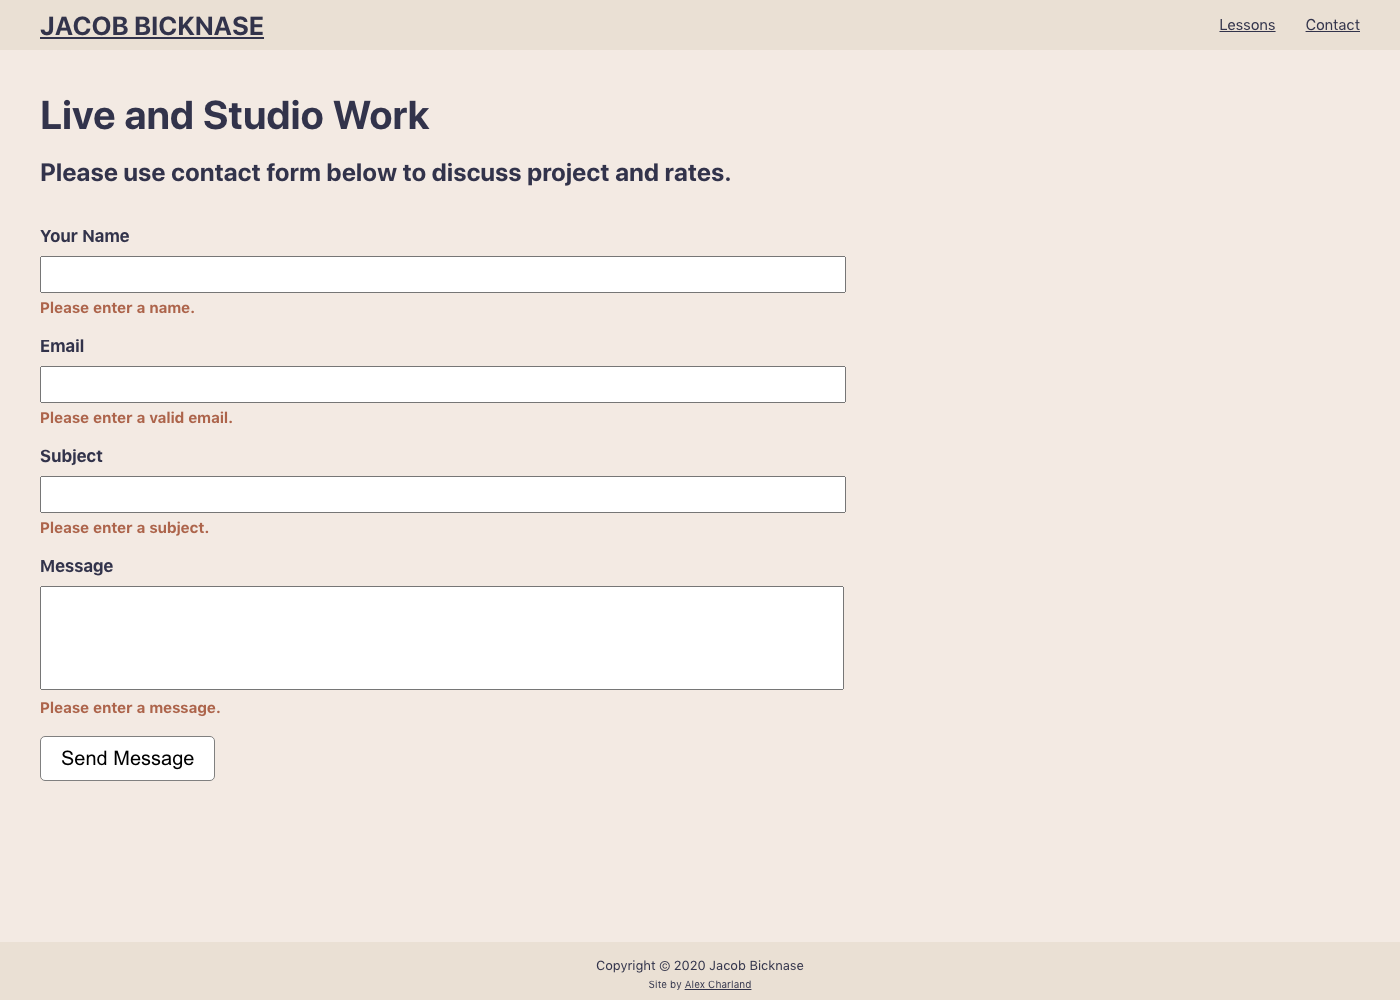 JACOB BICKNASE
Lessons
Contact
Live and Studio Work
Please use contact form below to discuss project and rates.
Your Name
Please enter a name.
Email
Please enter a valid email.
Subject
Please enter a subject.
Message
Please enter a message.
Send Message
Copyright © 2020 Jacob Bicknase
Site by Alex Charland